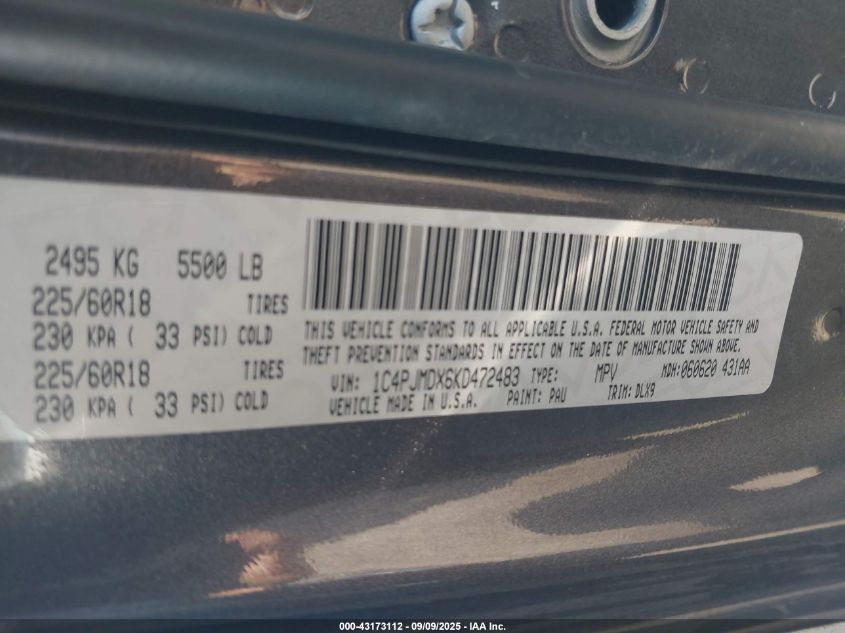 2495 KG 5500 LB
225/60R18 TIRES
230 KPA ( 33 PSI) COLD
225/60R18 TIRES
230 KPA ( 33 PSI) COLD
THIS VEHICLE CONFORMS TO ALL APPLICABLE U.S.A. FEDERAL MOTOR VEHICLE SAFETY AND
THEFT PREVENTION STANDARDS IN EFFECT ON THE DATE OF MANUFACTURE SHOWN ABOVE.
VIN: 1C4PJMDX6KD472483 TYPE: MPV MDH:060620 431AA
VEHICLE MADE IN U.S.A. PAINT: PAU TRIM: DLX9
000-43173112 - 09/09/2025 - IAA Inc.